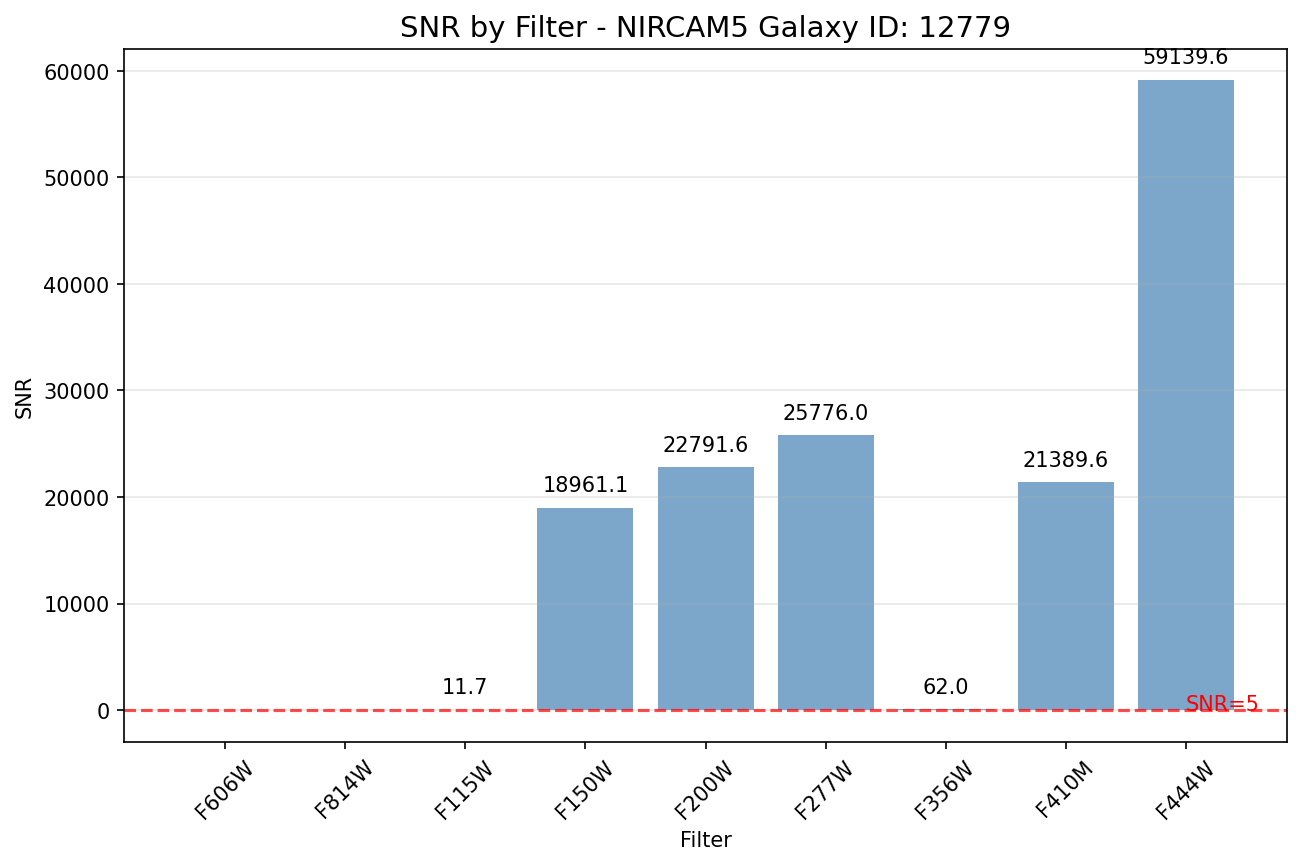 SNR by Filter - NIRCAM5 Galaxy ID: 12779
59139.6
60000
50000
40000
30000
25776.0
22791.6
21389.6
18961.1
20000
10000
11.7
62.0
0
SNR=5
SNR
F606W
F814W
F115W
F150W
F200W
F277W
F356W
F410M
F444W
Filter